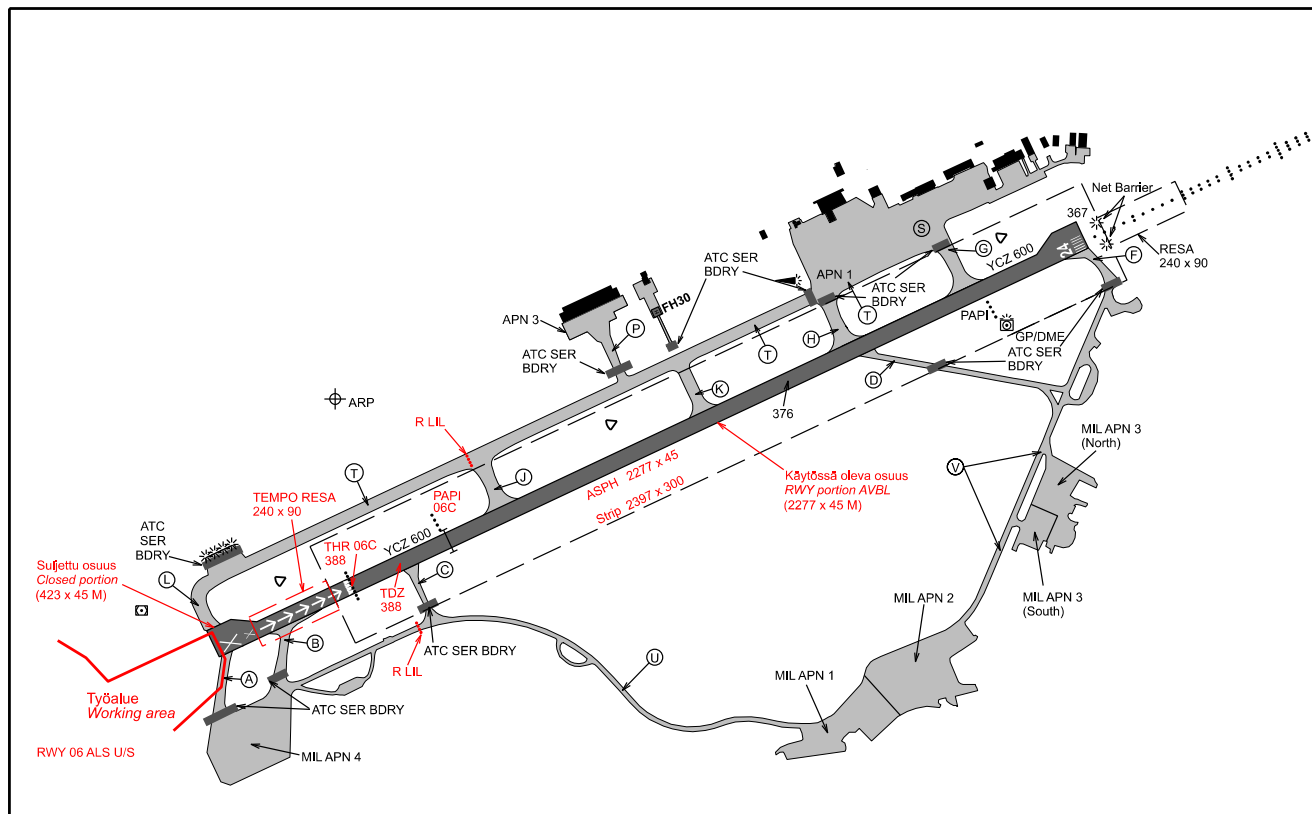 Net Barrier
367
RESA
240 x 90
F
24
S
G
YCZ 600
ATC SER
BDRY
APN 1
ATC SER
BDRY
T
PAPI
GP/DME
ATC SER
BDRY
FH30
APN 3
P
ATC SER
BDRY
T
H
D
K
376
ARP
R LIL
MIL APN 3
(North)
T
J
ASPH 2277 x 45
Strip 2397 x 300
Käytössä oleva osuus
RWY portion AVBL
(2277 x 45 M)
V
TEMPO RESA
240 x 90
PAPI
06C
ATC
SER
BDRY
YCZ 600
THR 06C
388
TDZ
388
C
Suljettu osuus
Closed portion
(423 x 45 M)
L
MIL APN 2
MIL APN 3
(South)
B
ATC SER BDRY
R LIL
U
A
MIL APN 1
Työalue
Working area
ATC SER BDRY
RWY 06 ALS U/S
MIL APN 4